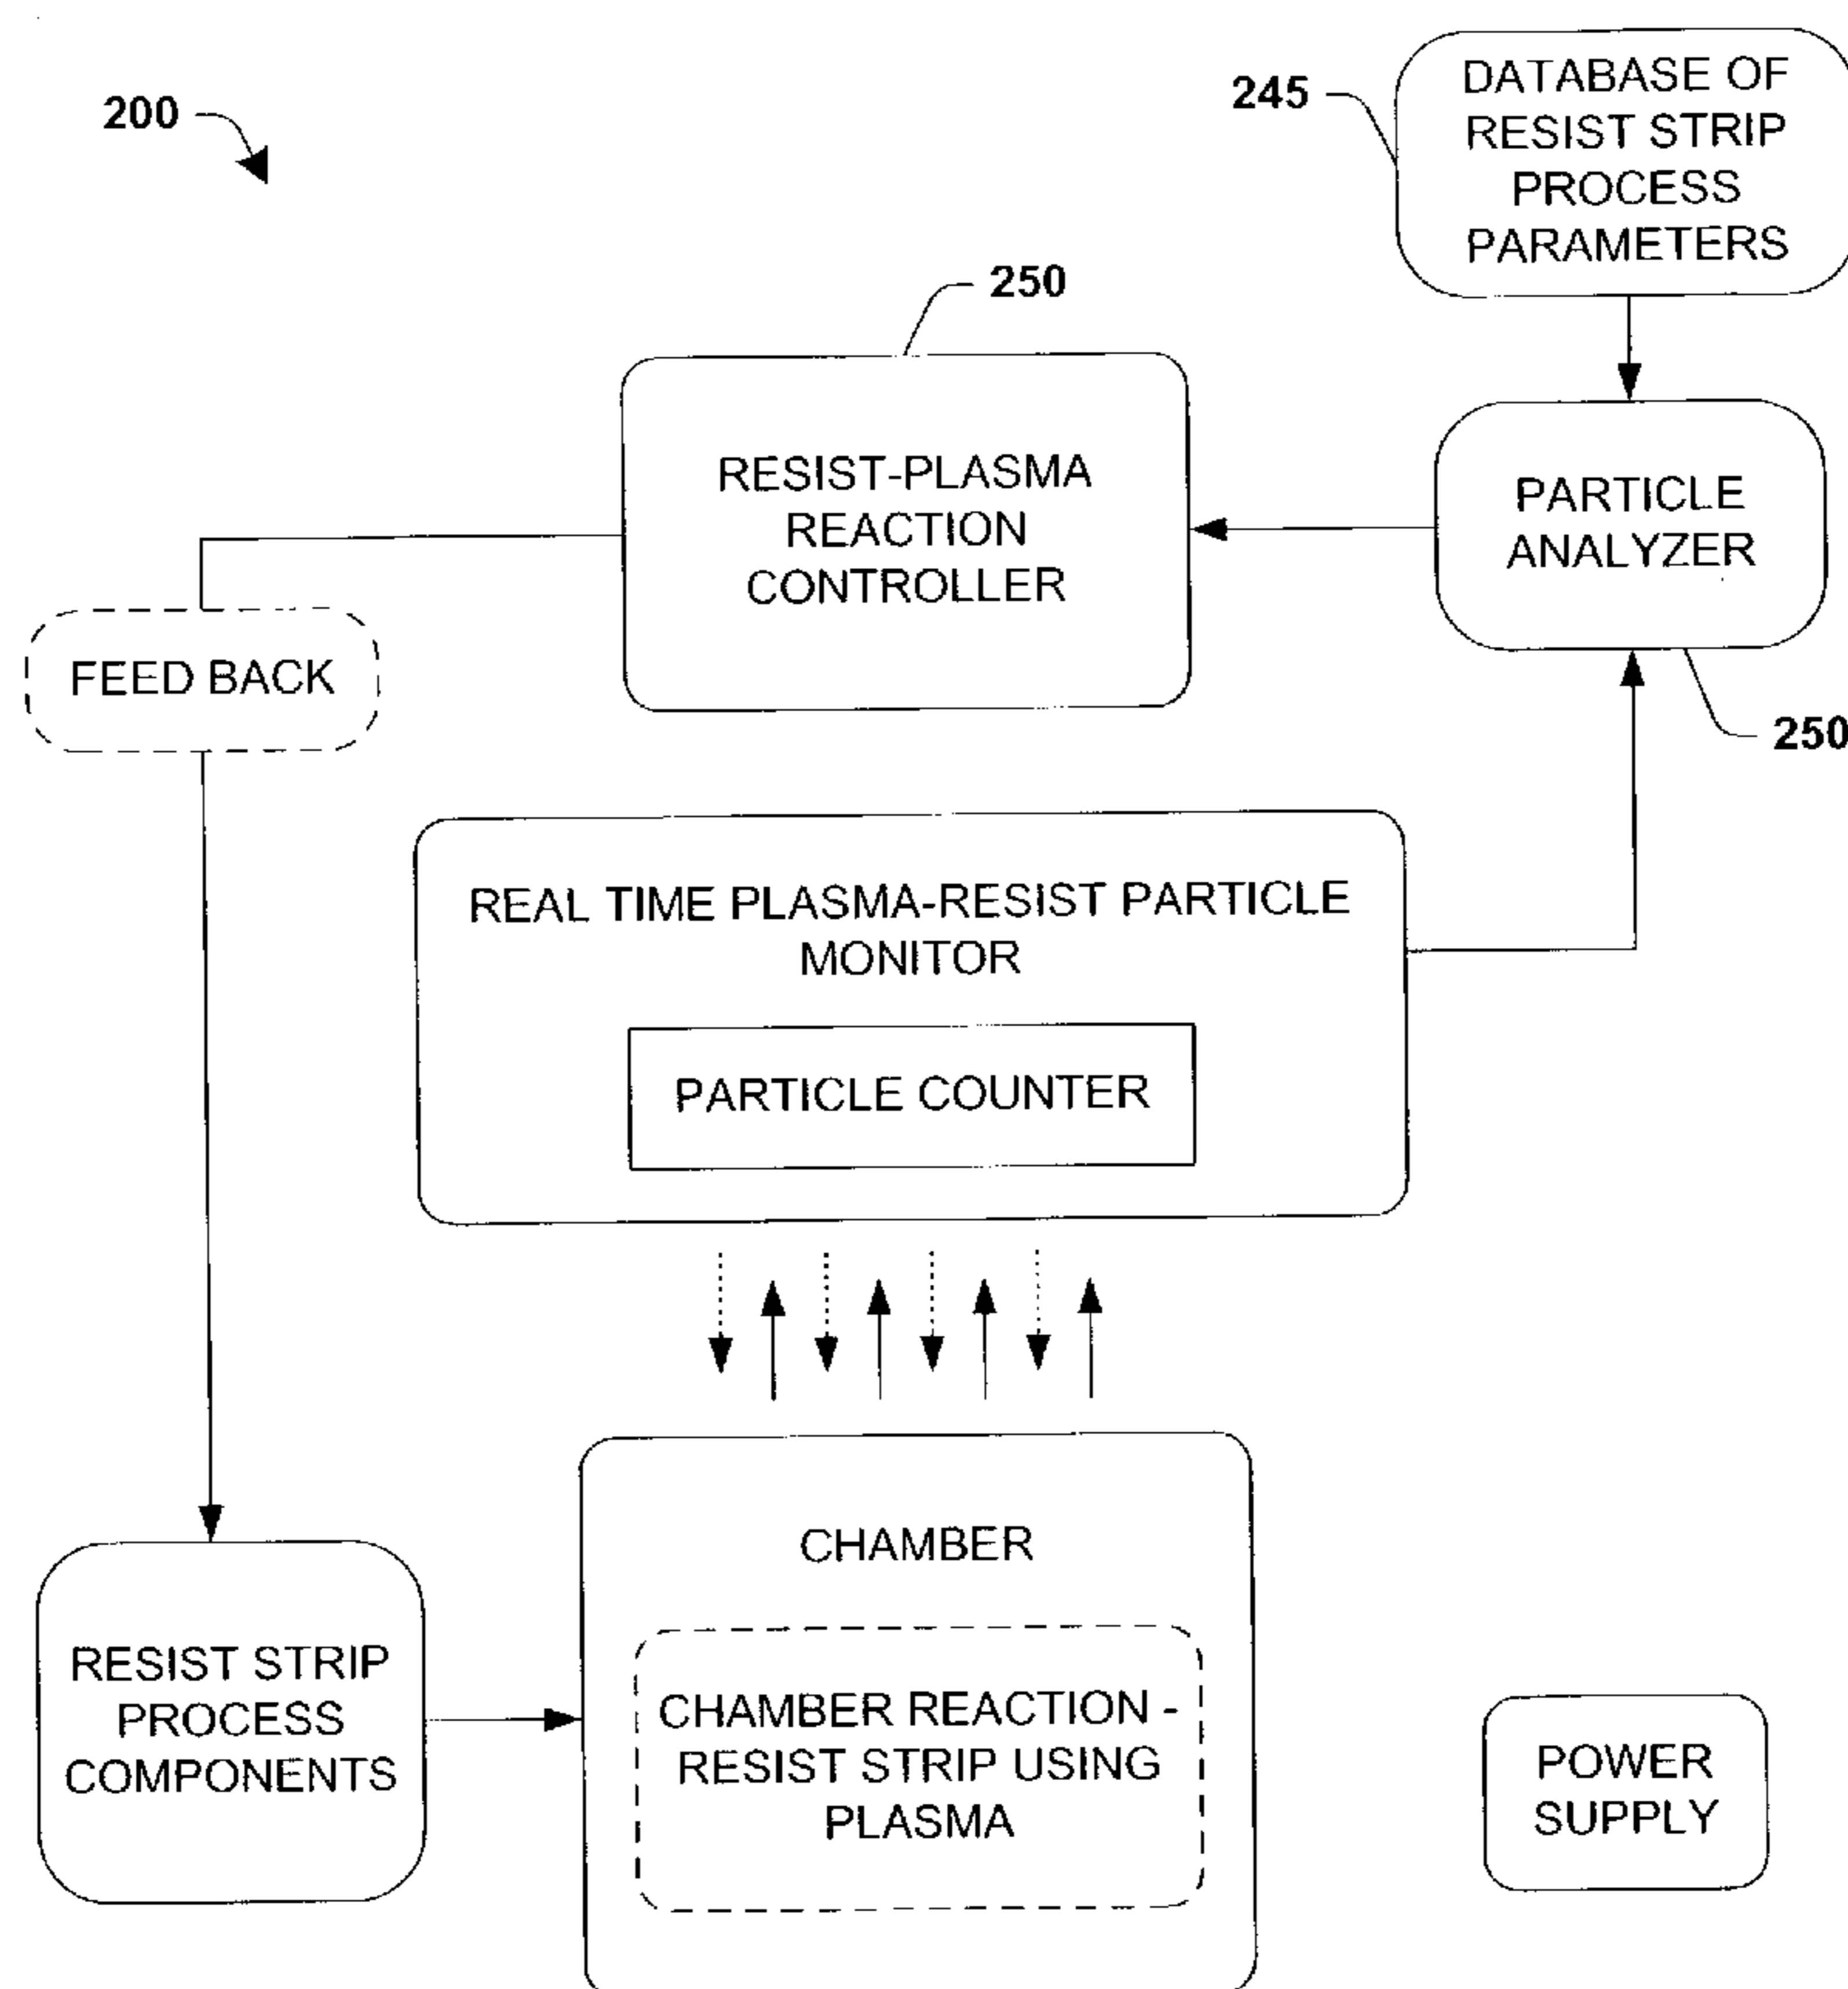 200
245
DATABASE OF
RESIST STRIP
PROCESS
PARAMETERS
250
RESIST-PLASMA
REACTION
CONTROLLER
PARTICLE
ANALYZER
250
FEED BACK
REAL TIME PLASMA-RESIST PARTICLE
MONITOR
PARTICLE COUNTER
CHAMBER
RESIST STRIP
PROCESS
COMPONENTS
CHAMBER REACTION -
RESIST STRIP USING
PLASMA
POWER
SUPPLY